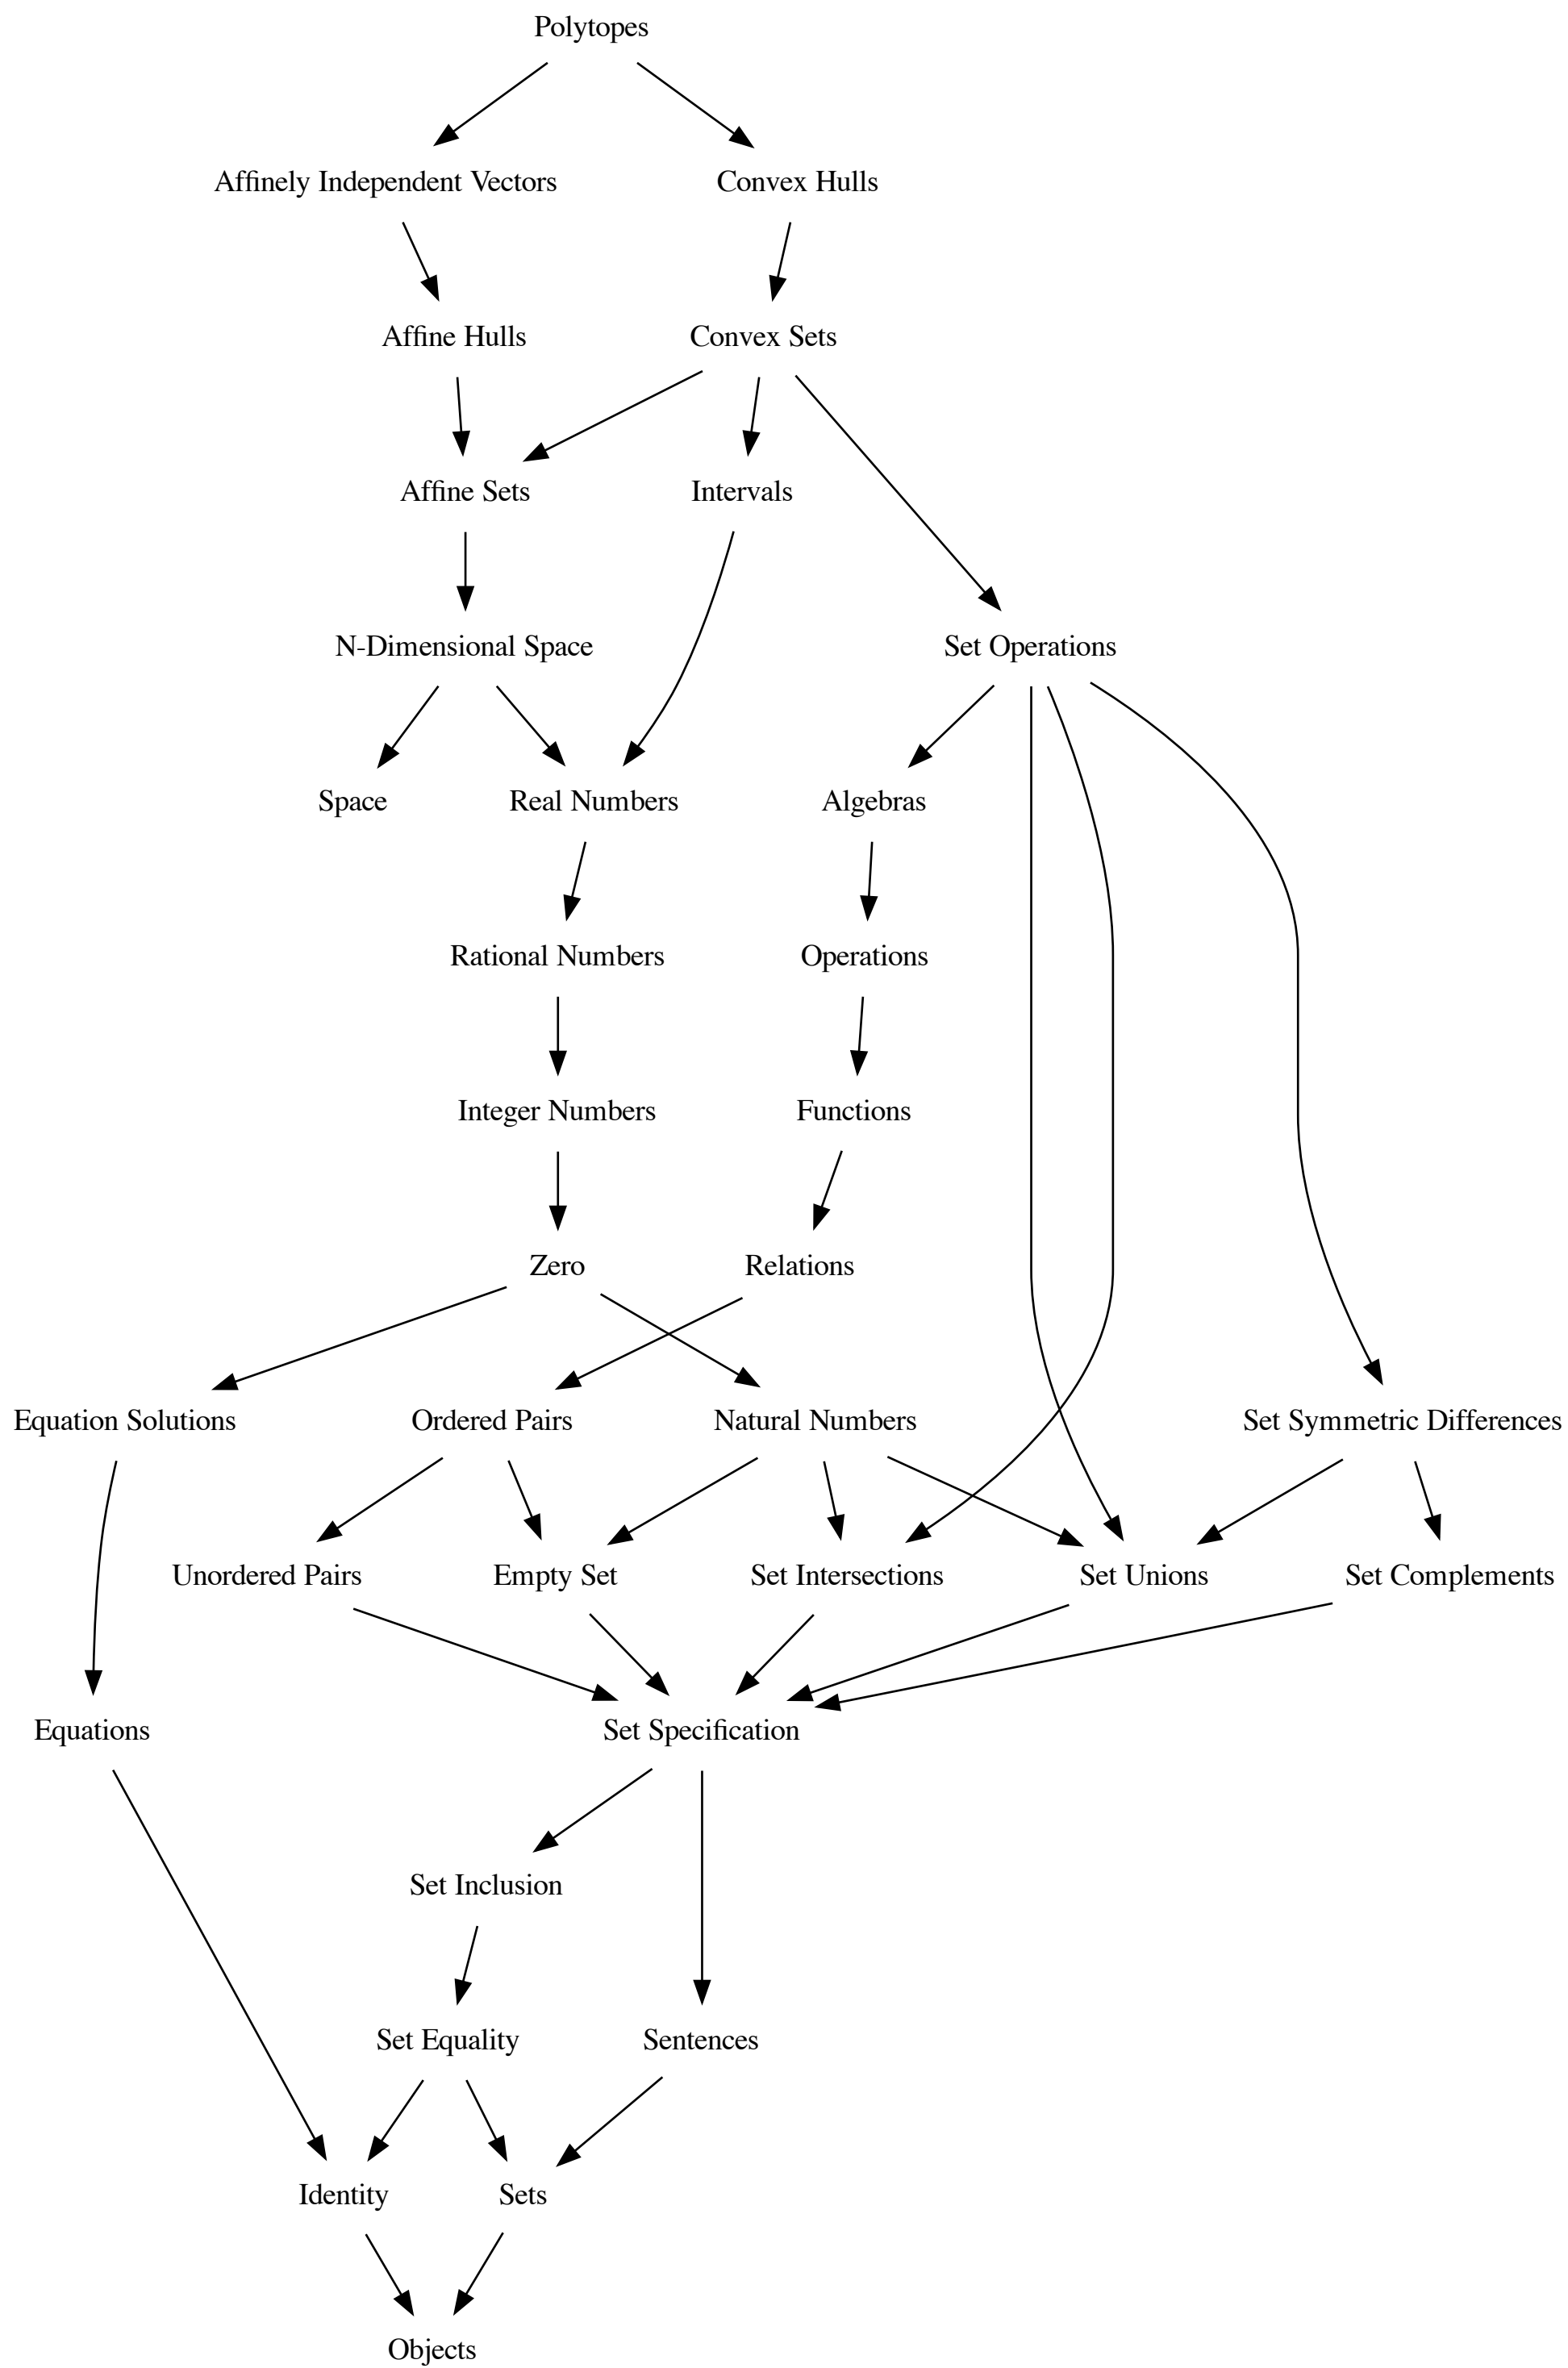 Polytopes
Affinely Independent Vectors
Convex Hulls
Affine Hulls
Convex Sets
Affine Sets
Intervals
N-Dimensional Space
Set Operations
Space
Real Numbers
Algebras
Rational Numbers
Operations
Integer Numbers
Functions
Zero
Relations
Equation Solutions
Ordered Pairs
Natural Numbers
Set Symmetric Differences
Unordered Pairs
Empty Set
Set Intersections
Set Unions
Set Complements
Equations
Set Specification
Set Inclusion
Set Equality
Sentences
Identity
Sets
Objects